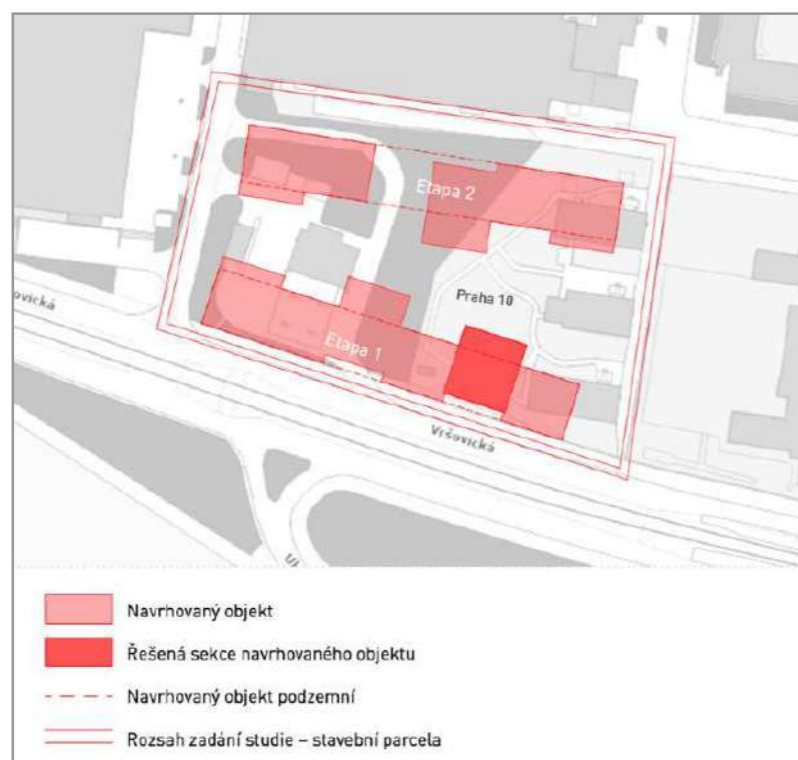 Etapa 2
Praha 10
ovická
Etapa 1
Vršovická
Navrhovaný objekt
Řešená sekce navrhovaného objektu
Navrhovaný objekt podzemní
Rozsah zadání studie – stavební parcela